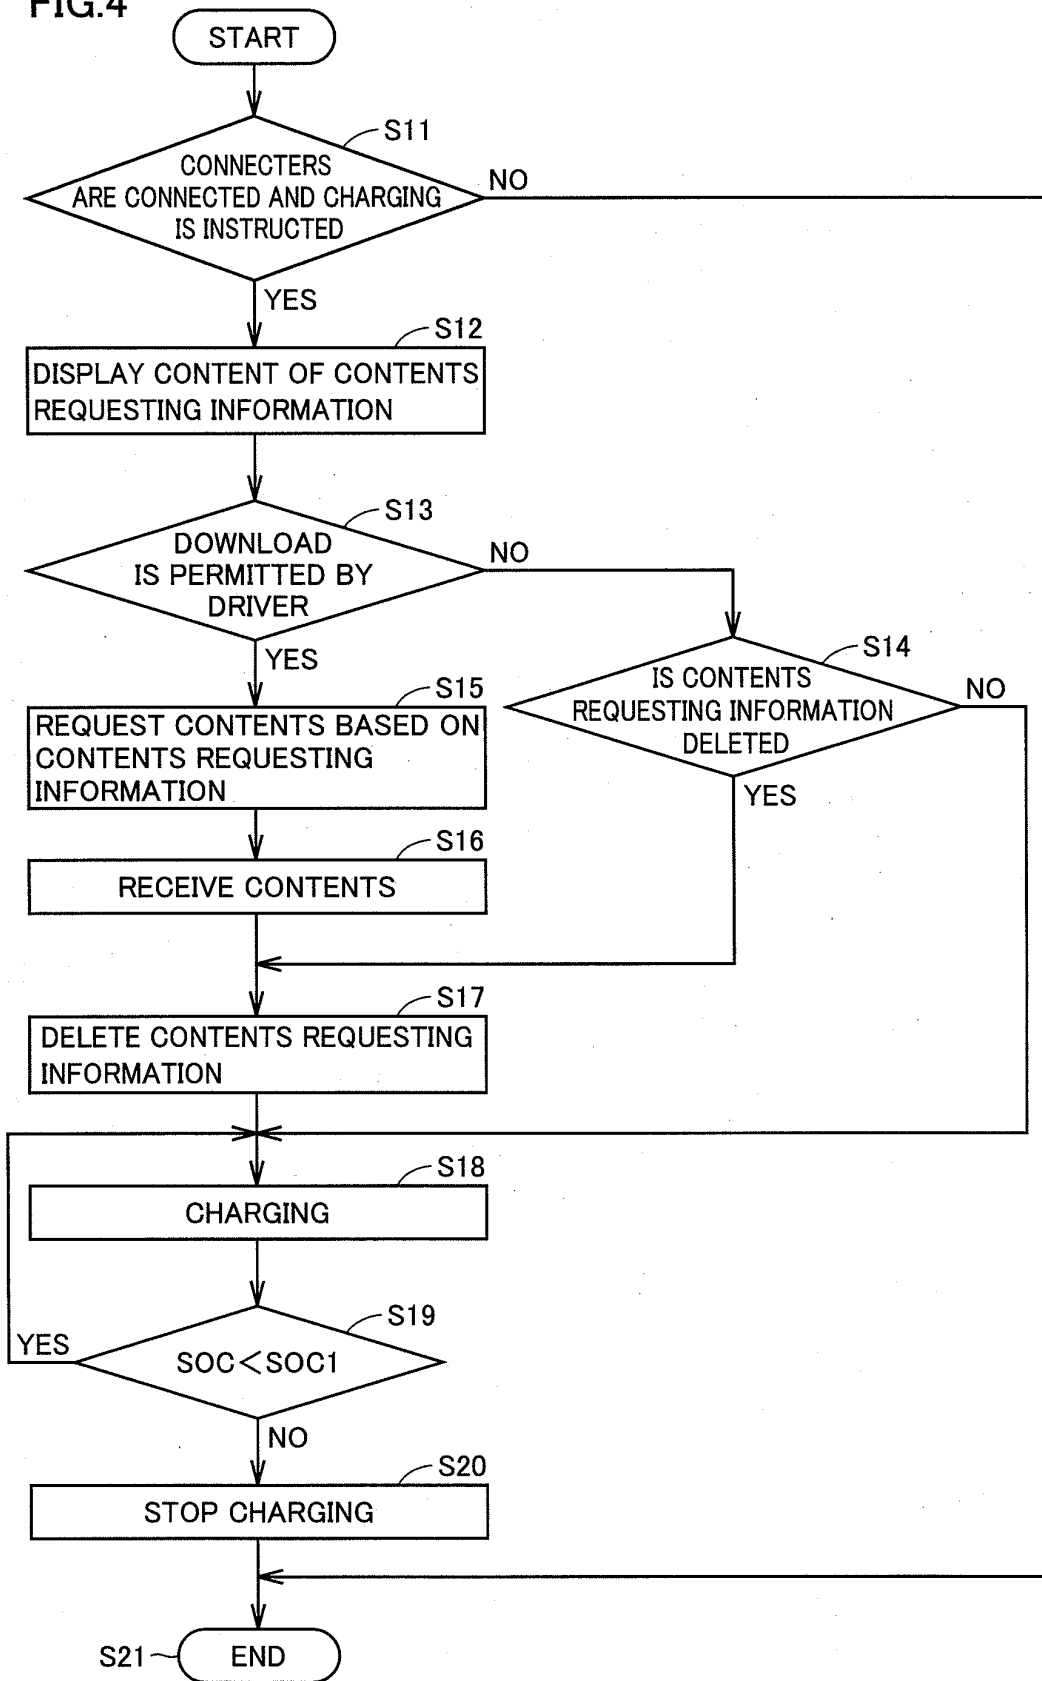 FIG.4
START
S11
CONNECTERS
ARE CONNECTED AND CHARGING
IS INSTRUCTED
NO
YES
S12
DISPLAY CONTENT OF CONTENTS
REQUESTING INFORMATION
S13
DOWNLOAD
IS PERMITTED BY
DRIVER
NO
YES
S14
IS CONTENTS
REQUESTING INFORMATION
DELETED
NO
YES
S15
REQUEST CONTENTS BASED ON
CONTENTS REQUESTING
INFORMATION
S16
RECEIVE CONTENTS
S17
DELETE CONTENTS REQUESTING
INFORMATION
S18
CHARGING
S19
SOC<SOC1
YES
NO
S20
STOP CHARGING
S21
END